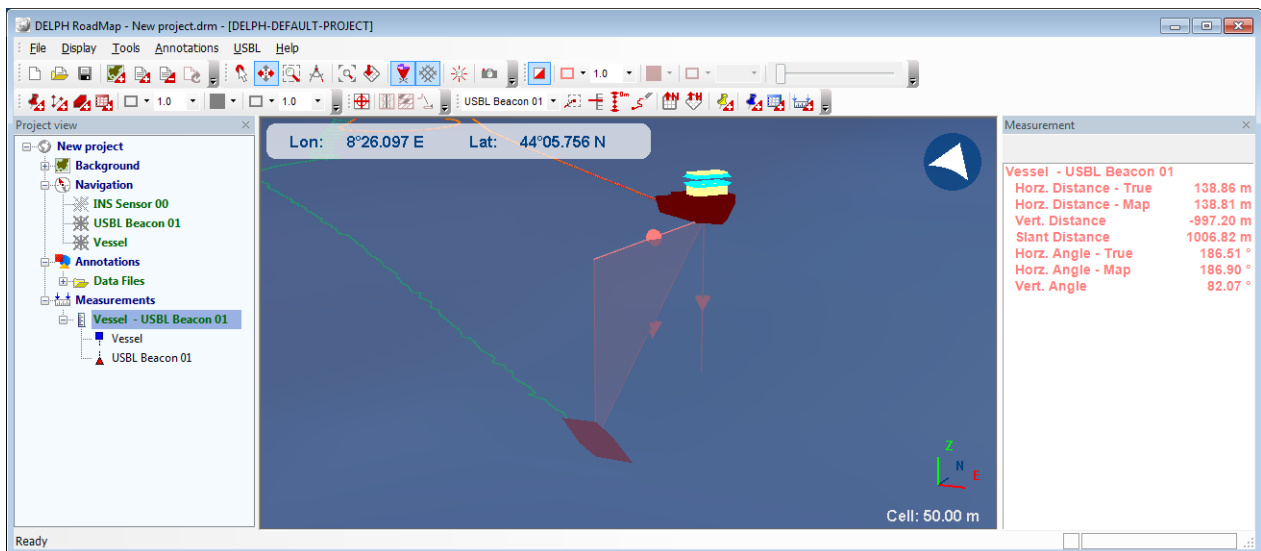 DELPH RoadMap - New project.drm - [DELPH-DEFAULT-PROJECT]
File Display Tools Annotations USBL Help
1.0
1.0 1.0 USBL Beacon 01
Project view
New project
Background
Navigation
INS Sensor 00
USBL Beacon 01
Vessel
Annotations
Data Files
Measurements
Vessel - USBL Beacon 01
Vessel
USBL Beacon 01
Lon: 8°26.097 E Lat: 44°05.756 N
Z
N
E
Cell: 50.00 m
Measurement
Vessel - USBL Beacon 01
Horz. Distance - True 138.86 m
Horz. Distance - Map 138.81 m
Vert. Distance -997.20 m
Slant Distance 1006.82 m
Horz. Angle - True 186.51 °
Horz. Angle - Map 186.90 °
Vert. Angle 82.07 °
Ready